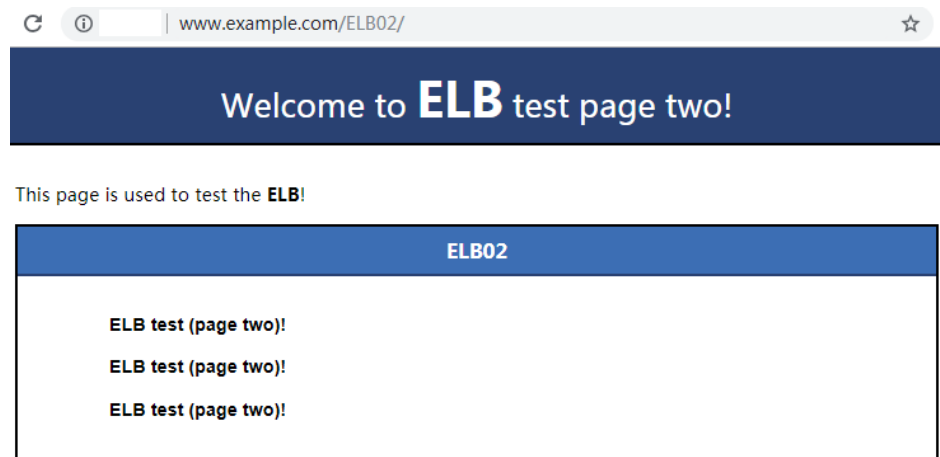 www.example.com/ELB02/
Welcome to ELB test page two!
This page is used to test the ELB!
ELB02
ELB test (page two)!
ELB test (page two)!
ELB test (page two)!